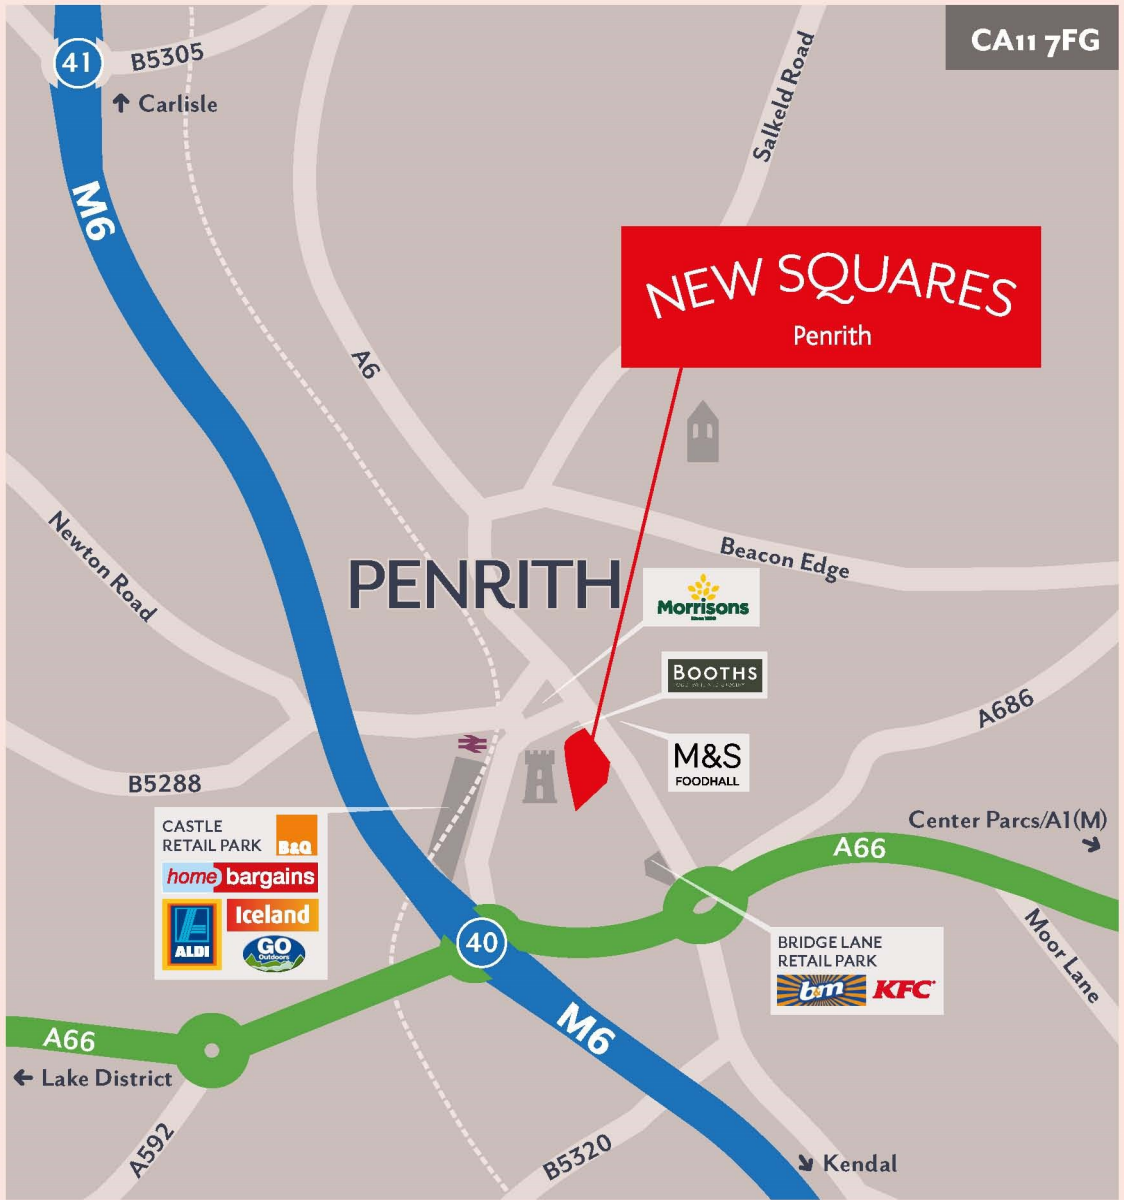 CA11 7FG
41
B5305
↑ Carlisle
Salkeld Road
M6
NEW SQUARES
Penrith
A6
Newton Road
Beacon Edge
PENRITH
Morrisons
Since 1899
BOOTHS
M&S
FOODHALL
A686
B5288
CASTLE
RETAIL PARK
B&Q
home bargains
ALDI
Iceland
GO
Outdoors
Center Parcs/A1(M)
A66
Moor Lane
40
BRIDGE LANE
RETAIL PARK
b&m
KFC
M6
A66
← Lake District
A592
B5320
Kendal